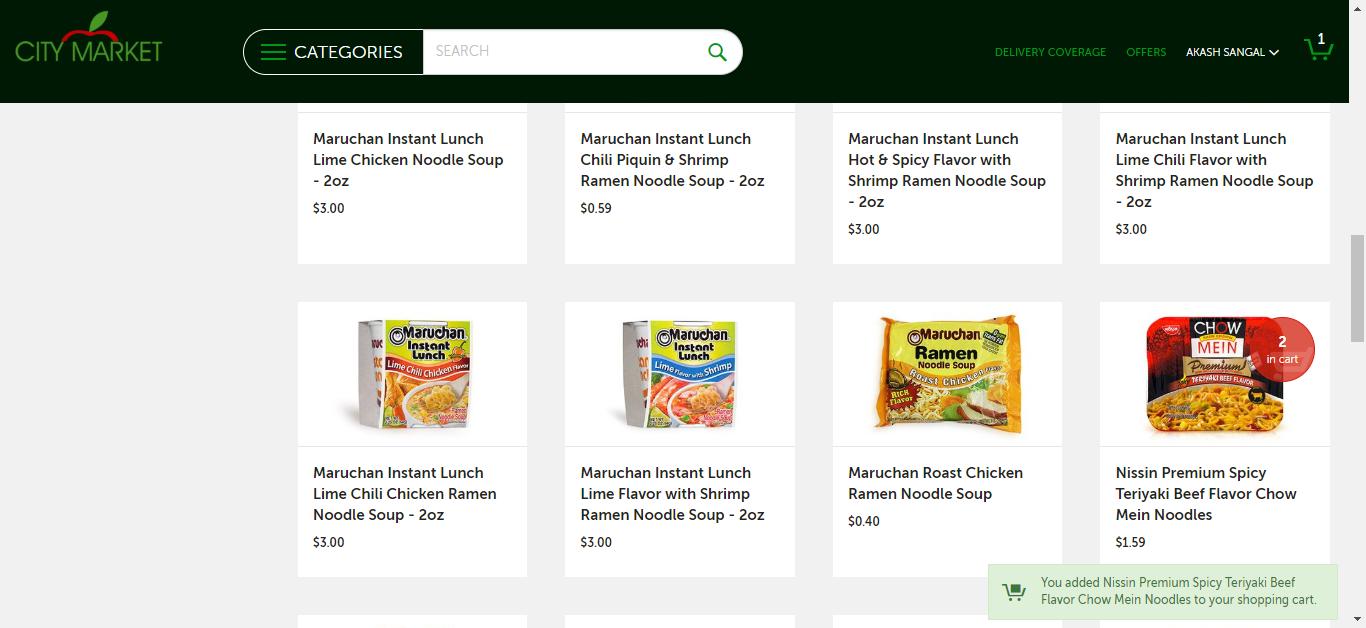 CITY MARKET
CATEGORIES
SEARCH
DELIVERY COVERAGE
OFFERS
AKASH SANGAL
1
Maruchan Instant Lunch
Lime Chicken Noodle Soup
- 2oz
$3.00
Maruchan Instant Lunch
Chili Piquin & Shrimp
Ramen Noodle Soup - 2oz
$0.59
Maruchan Instant Lunch
Hot & Spicy Flavor with
Shrimp Ramen Noodle Soup
- 2oz
$3.00
Maruchan Instant Lunch
Lime Chili Flavor with
Shrimp Ramen Noodle Soup
- 2oz
$3.00
Maruchan
Instant
Lunch
Lime Chili Chicken Flavor
Ramen
Noodle Soup
Maruchan Instant Lunch
Lime Chili Chicken Ramen
Noodle Soup - 2oz
$3.00
Maruchan
Instant
Lunch
Lime Flavor with Shrimp
Ramen
Noodle Soup
Maruchan Instant Lunch
Lime Flavor with Shrimp
Ramen Noodle Soup - 2oz
$3.00
Maruchan
Ramen
Noodle Soup
Roast Chicken
RICH
Flavor
Maruchan Roast Chicken
Ramen Noodle Soup
$0.40
CHOW
MEIN
Premium
TERIYAKI BEEF FLAVOR
2
in cart
Nissin Premium Spicy
Teriyaki Beef Flavor Chow
Mein Noodles
$1.59
You added Nissin Premium Spicy Teriyaki Beef
Flavor Chow Mein Noodles to your shopping cart.